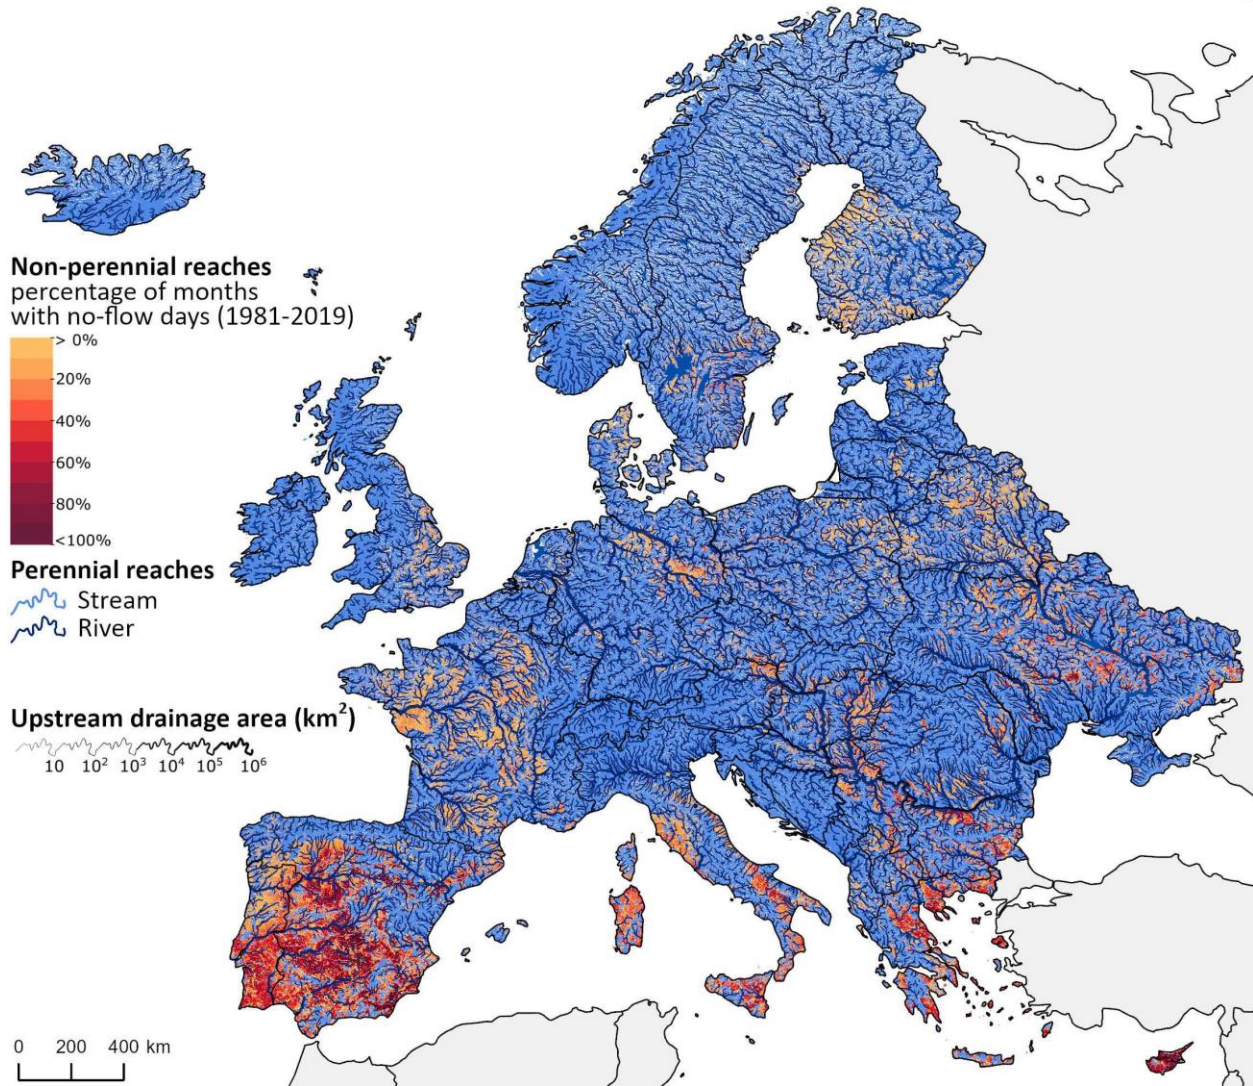 Non-perennial reaches
percentage of months
with no-flow days (1981-2019)
> 0%
20%
40%
60%
80%
<100%
Perennial reaches
Stream
River
Upstream drainage area (km²)
10 10² 10³ 10⁴ 10⁵ 10⁶
0 200 400 km